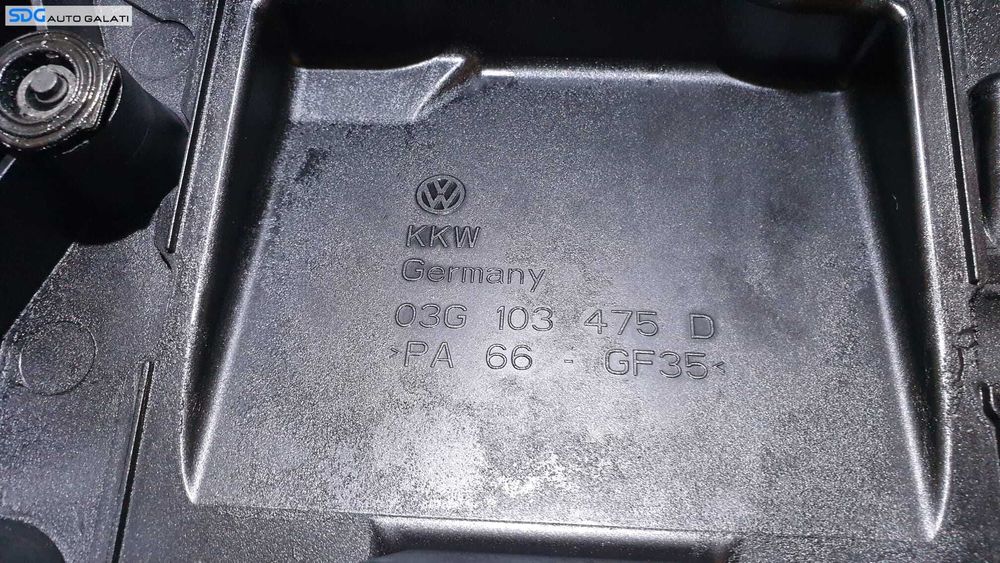 SDG AUTO GALATI
VW
KKW
Germany
03G 103 475 D
>PA 66 - GF35<